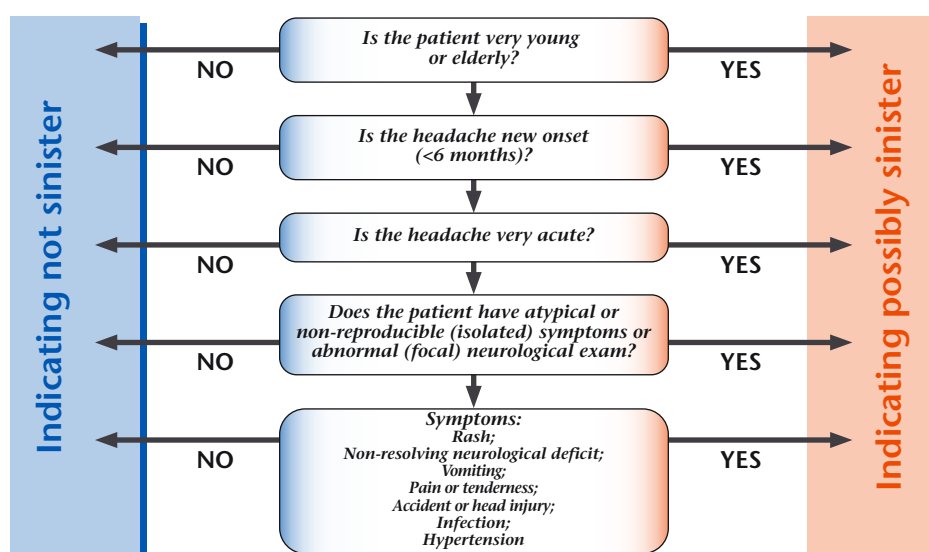 Indicating not sinister
Is the patient very young
or elderly?
NO
YES
Is the headache new onset
(<6 months)?
NO
YES
Is the headache very acute?
NO
YES
Does the patient have atypical or
non-reproducible (isolated) symptoms or
abnormal (focal) neurological exam?
NO
YES
Symptoms:
Rash;
Non-resolving neurological deficit;
Vomiting;
Pain or tenderness;
Accident or head injury;
Infection;
Hypertension
NO
YES
Indicating possibly sinister